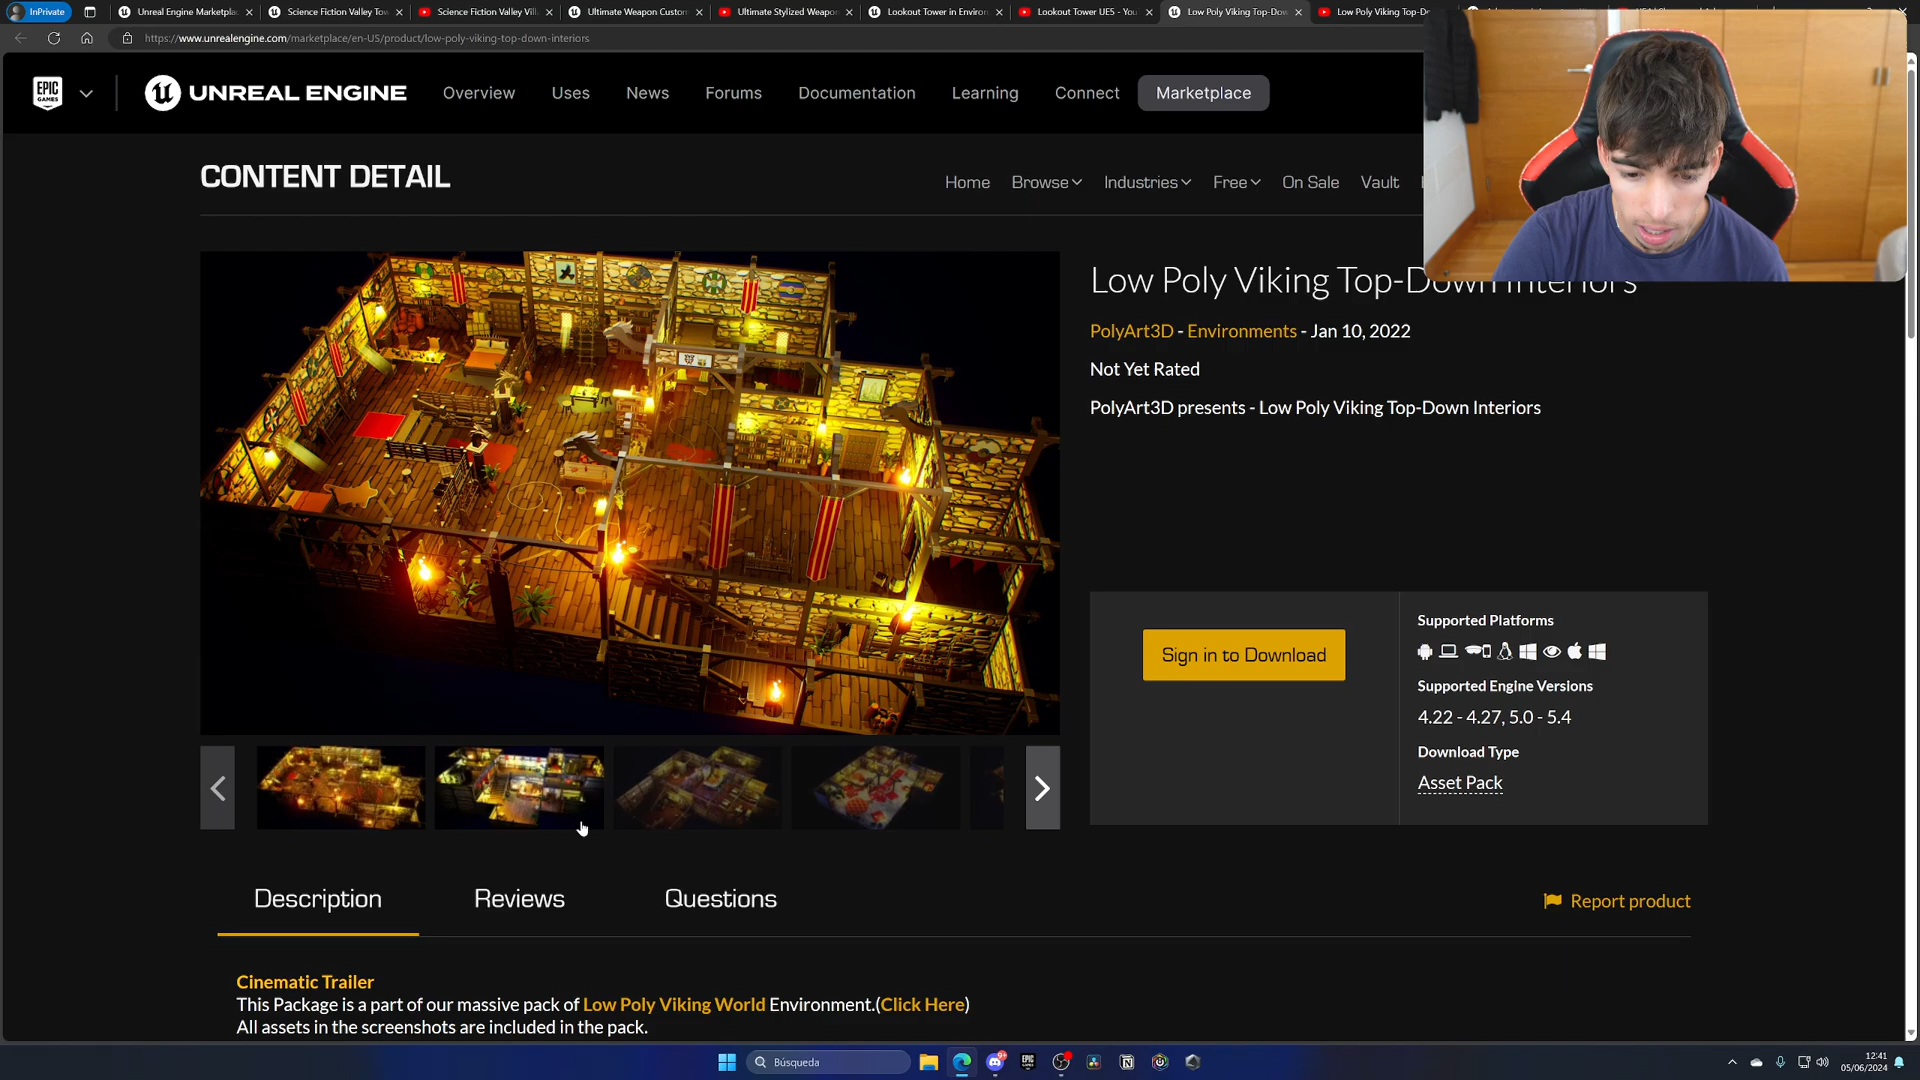 InPrivate
Unreal Engine Marketpla
Science Fiction Valley Tow
Science Fiction Valley Vill
Ultimate Weapon Custom
Ultimate Stylized Weapon
Lookout Tower in Environ
Lookout Tower UE5 - You
Low Poly Viking Top-Dow
Low Poly Viking Top-Do
https://www.unrealengine.com/marketplace/en-US/product/low-poly-viking-top-down-interiors
EPIC GAMES
UNREAL ENGINE
Overview
Uses
News
Forums
Documentation
Learning
Connect
Marketplace
CONTENT DETAIL
Home
Browse
Industries
Free
On Sale
Vault
Low Poly Viking Top-Down Interiors
PolyArt3D - Environments - Jan 10, 2022
Not Yet Rated
PolyArt3D presents - Low Poly Viking Top-Down Interiors
Sign in to Download
Supported Platforms
Supported Engine Versions
4.22 - 4.27, 5.0 - 5.4
Download Type
Asset Pack
Description
Reviews
Questions
Report product
Cinematic Trailer
This Package is a part of our massive pack of Low Poly Viking World Environment.(Click Here)
All assets in the screenshots are included in the pack.
Búsqueda
12:41
05/06/2024